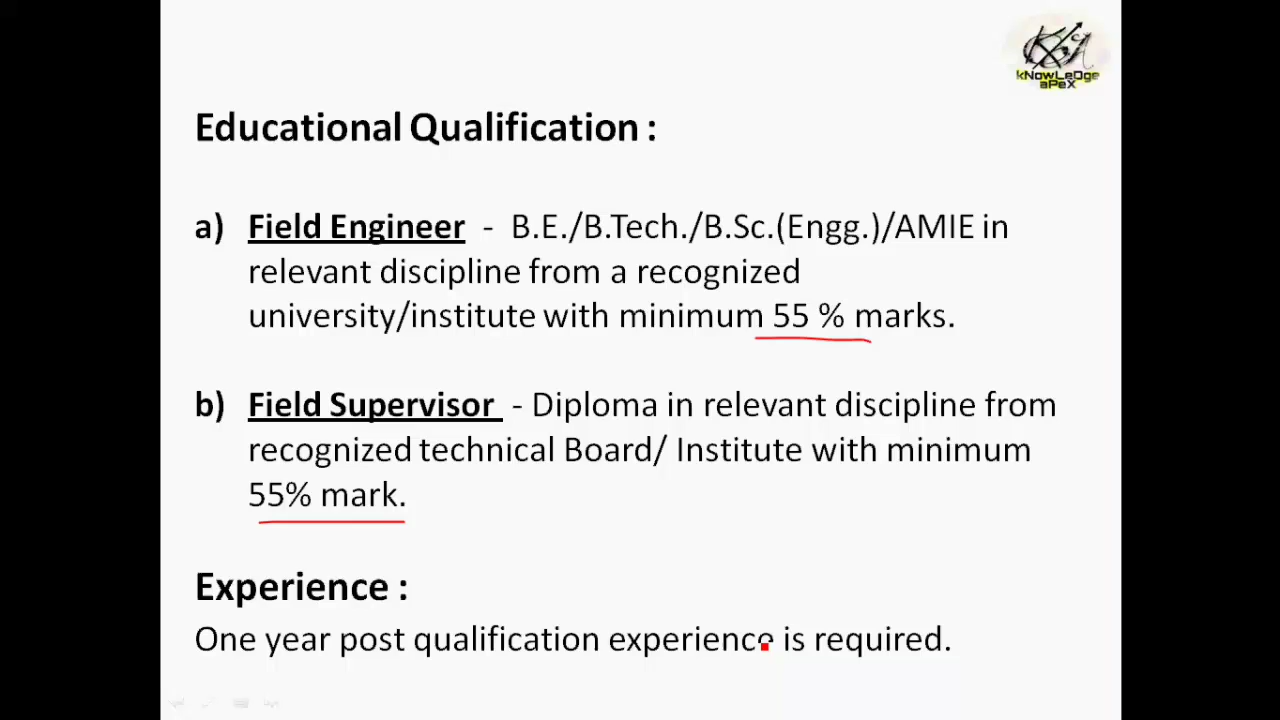 kNowLeDge
aPeX
Educational Qualification :
a) Field Engineer - B.E./B.Tech./B.Sc.(Engg.)/AMIE in
relevant discipline from a recognized
university/institute with minimum 55 % marks.
b) Field Supervisor - Diploma in relevant discipline from
recognized technical Board/ Institute with minimum
55% mark.
Experience :
One year post qualification experience is required.